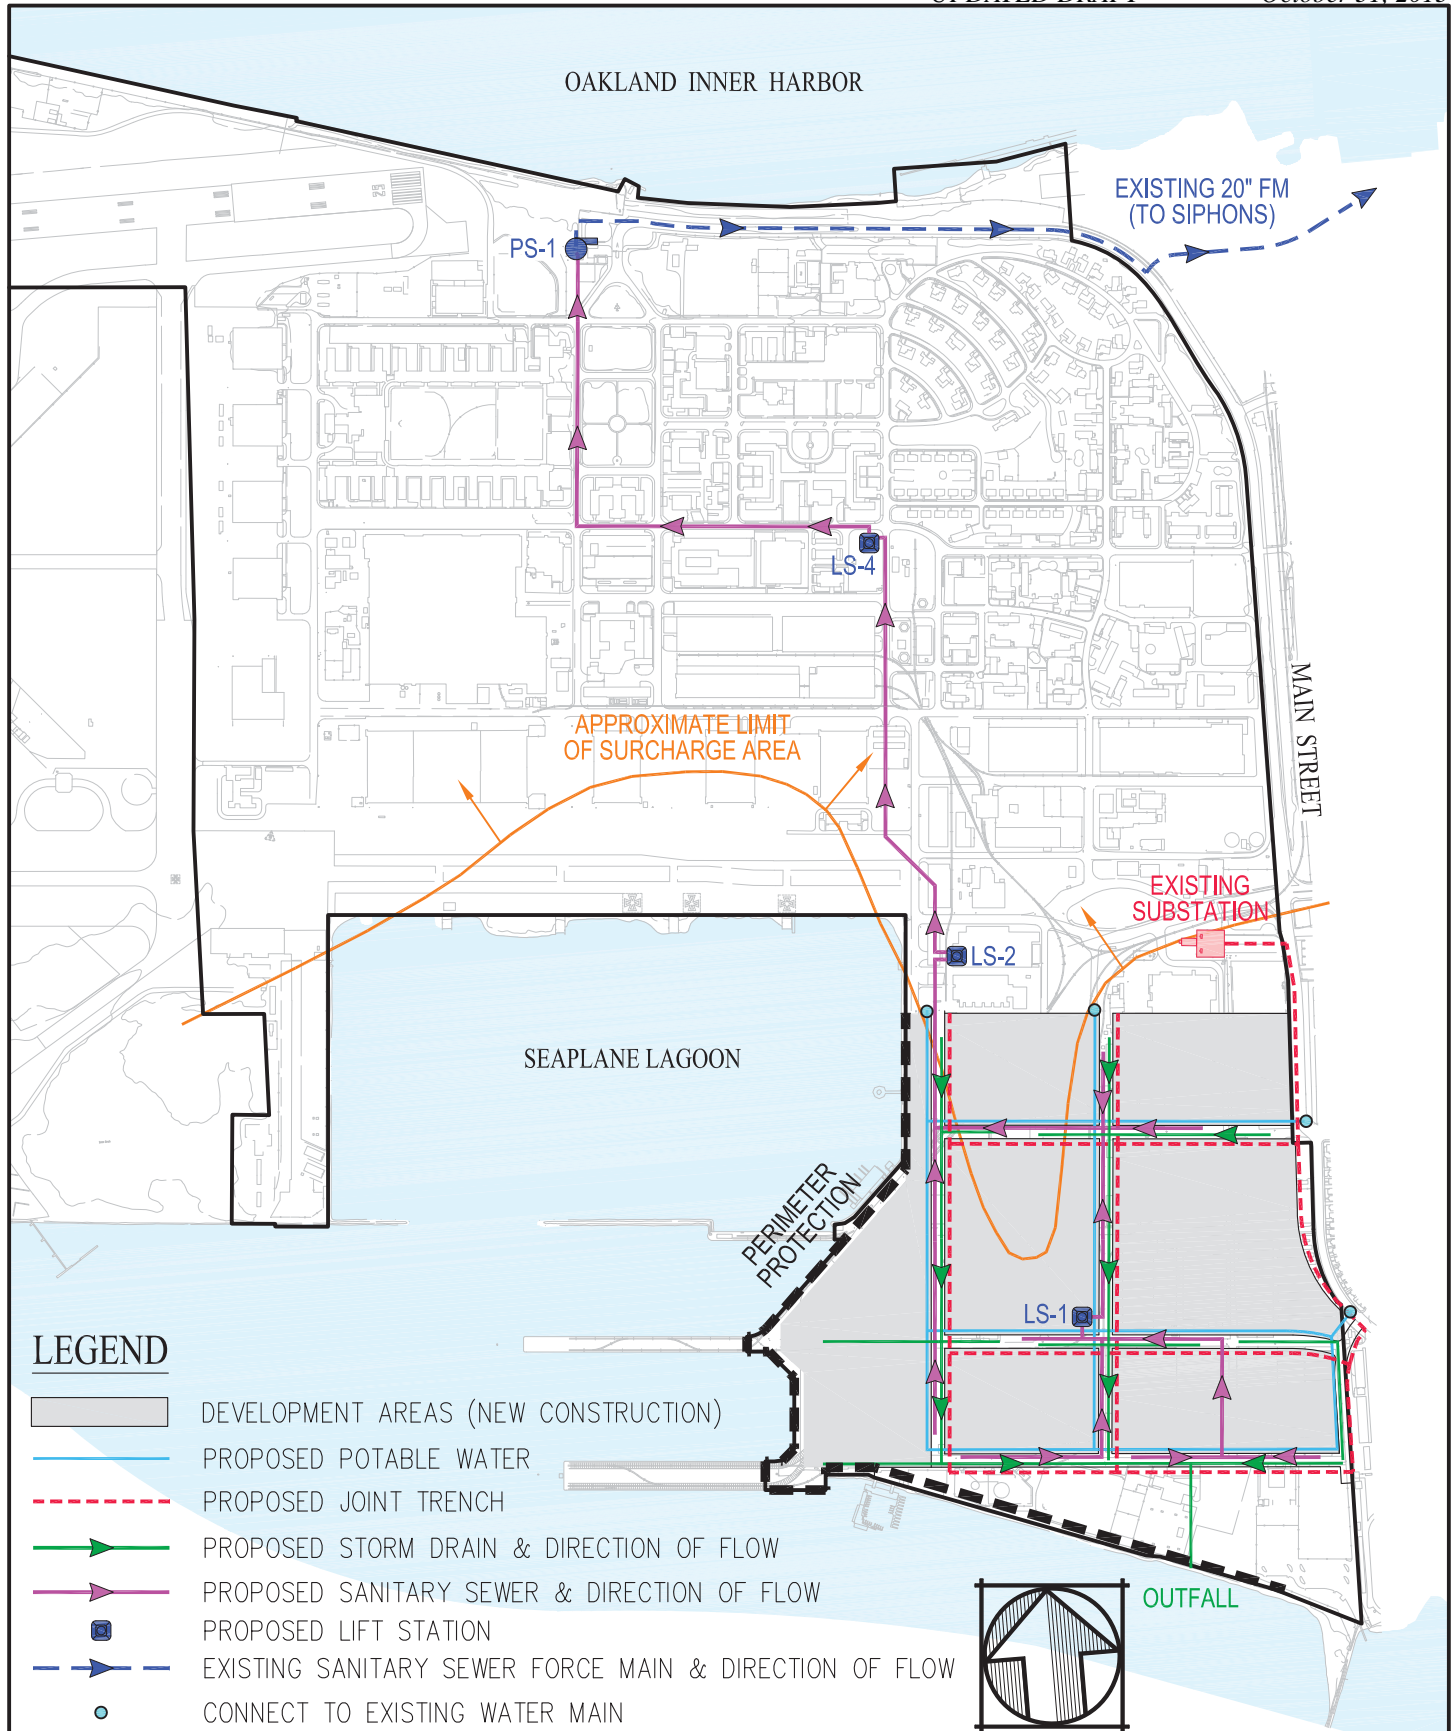 OAKLAND INNER HARBOR
EXISTING 20" FM
(TO SIPHONS)
PS-1
LS-4
MAIN STREET
APPROXIMATE LIMIT
OF SURCHARGE AREA
EXISTING
SUBSTATION
LS-2
SEAPLANE LAGOON
PERIMETER
PROTECTION
LS-1
LEGEND
DEVELOPMENT AREAS (NEW CONSTRUCTION)
PROPOSED POTABLE WATER
PROPOSED JOINT TRENCH
PROPOSED STORM DRAIN & DIRECTION OF FLOW
PROPOSED SANITARY SEWER & DIRECTION OF FLOW
PROPOSED LIFT STATION
EXISTING SANITARY SEWER FORCE MAIN & DIRECTION OF FLOW
CONNECT TO EXISTING WATER MAIN
OUTFALL